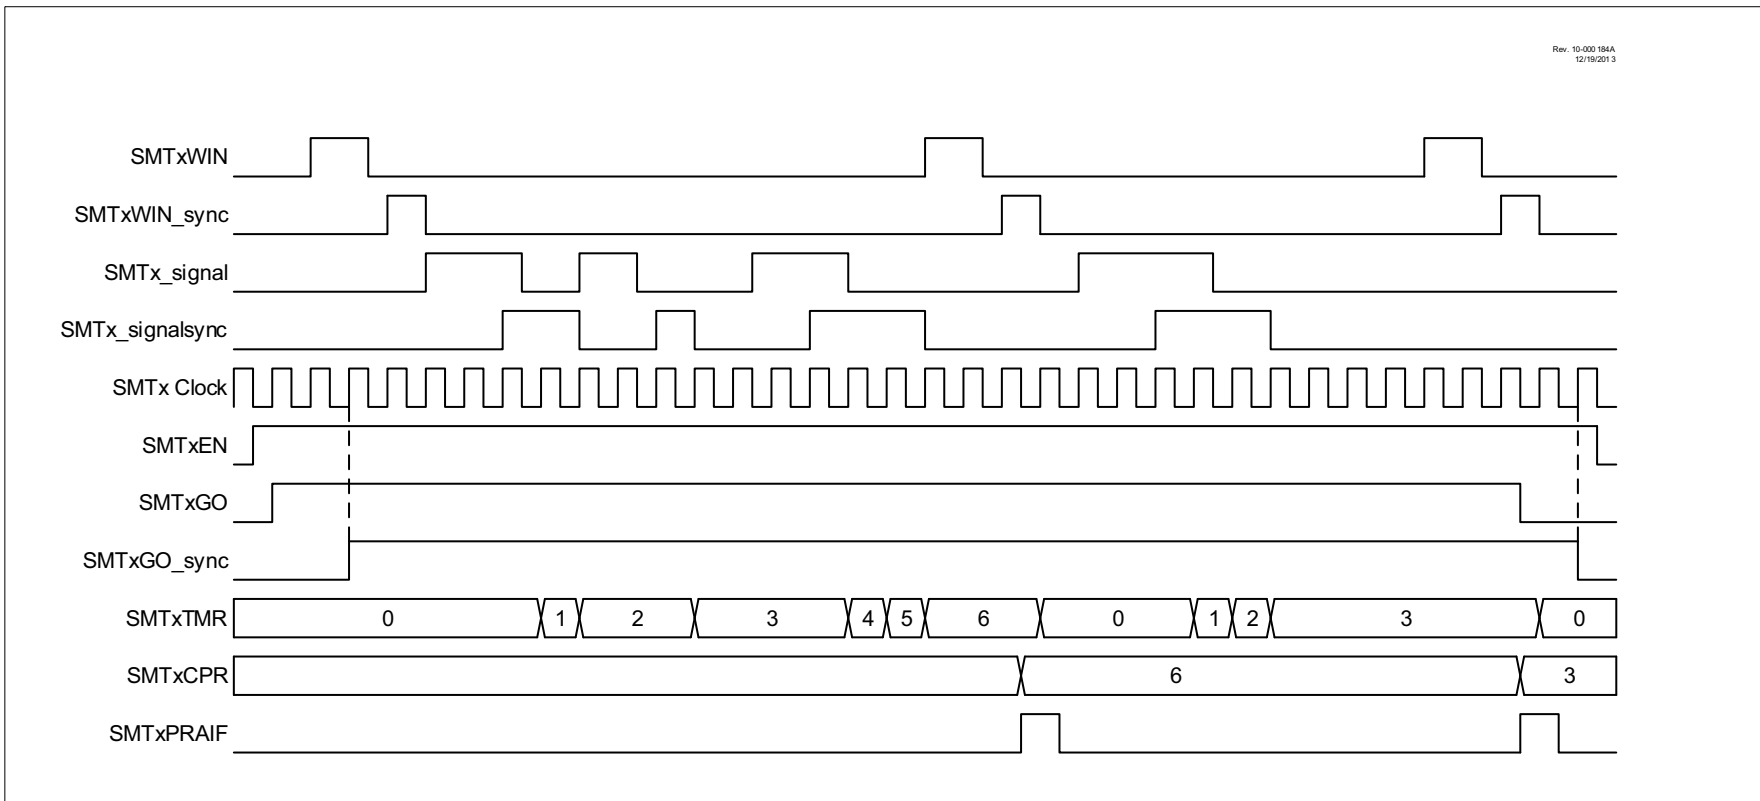 Rev. 10-000 184A
12/19/201 3
SMTxWIN
SMTxWIN_sync
SMTx_signal
SMTx_signalsync
SMTx Clock
SMTxEN
SMTxGO
SMTxGO_sync
SMTxTMR 0 1 2 3 4 5 6 0 1 2 3 0
SMTxCPR 6 3
SMTxPRAIF